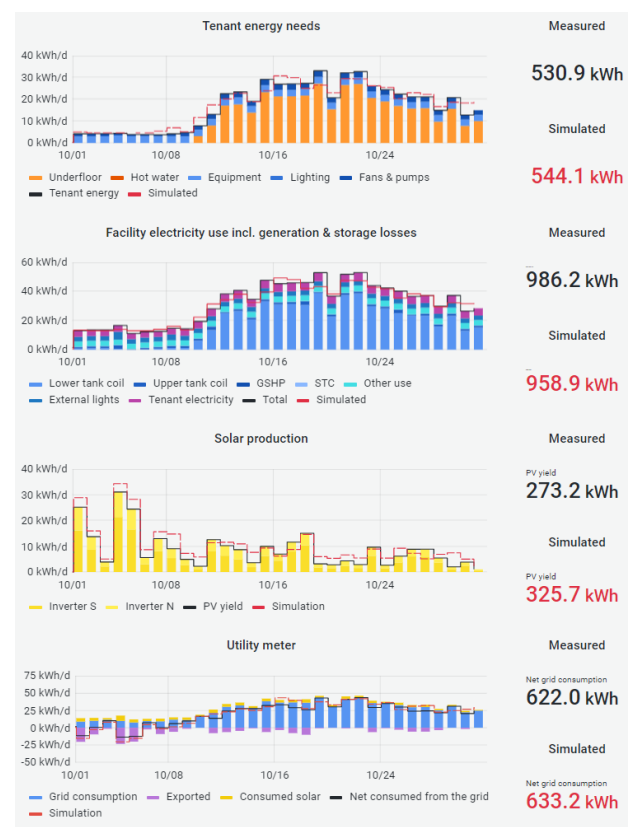 Tenant energy needs
Measured
40 kWh/d
30 kWh/d
20 kWh/d
10 kWh/d
0 kWh/d
10/01 10/08 10/16 10/24
530.9 kWh
Simulated
544.1 kWh
Underfloor Hot water Equipment Lighting Fans & pumps
Tenant energy Simulated
Facility electricity use incl. generation & storage losses
Measured
60 kWh/d
40 kWh/d
20 kWh/d
0 kWh/d
10/01 10/08 10/16 10/24
986.2 kWh
Simulated
958.9 kWh
Lower tank coil Upper tank coil GSHP STC Other use
External lights Tenant electricity Total Simulated
Solar production
Measured
40 kWh/d
30 kWh/d
20 kWh/d
10 kWh/d
0 kWh/d
10/01 10/08 10/16 10/24
PV yield
273.2 kWh
Simulated
PV yield
325.7 kWh
Inverter S Inverter N PV yield Simulation
Utility meter
Measured
75 kWh/d
50 kWh/d
25 kWh/d
0 kWh/d
-25 kWh/d
-50 kWh/d
10/01 10/08 10/16 10/24
Net grid consumption
622.0 kWh
Simulated
Net grid consumption
633.2 kWh
Grid consumption Exported Consumed solar Net consumed from the grid
Simulation